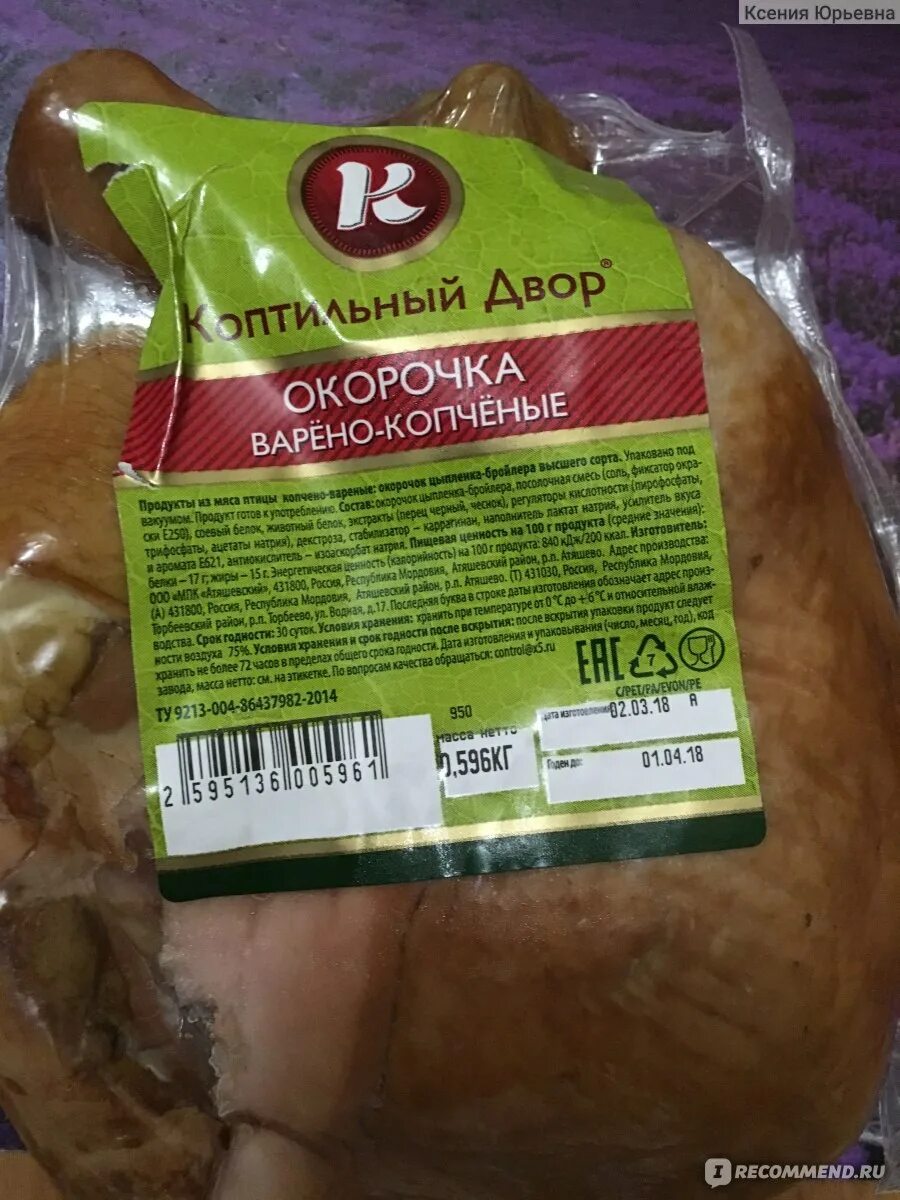 Ксения Юрьевна
К
Коптильный Двор®
ОКОРОЧКА
ВАРЁНО-КОПЧЁНЫЕ
Продукты из мяса птицы копчено-вареные: окорочок цыпленка-бройлера высшего сорта. Упаковано под
вакуумом. Продукт готов к употреблению. Состав: окорочок цыпленка-бройлера, посолочная смесь (соль, фиксатор окра-
ски Е250), соевый белок, животный белок, экстракты (перец черный, чеснок), регуляторы кислотности (пирофосфаты,
трифосфаты, ацетаты натрия), декстроза, стабилизатор – каррагинан, наполнитель лактат натрия, усилитель вкуса
и аромата Е621, антиокислитель – изоаскорбат натрия. Пищевая ценность на 100 г продукта (средние значения):
белки – 17 г; жиры – 15 г. Энергетическая ценность (калорийность) на 100 г продукта: 840 кДж/200 ккал. Изготовитель:
ООО «МПК «Атяшевский», 431800, Россия, Республика Мордовия, Атяшевский район, р.п. Атяшево. Адрес производства:
(А) 431800, Россия, Республика Мордовия, Атяшевский район, р.п. Атяшево. (Т) 431030, Россия, Республика Мордовия,
Торбеевский район, р.п. Торбеево, ул. Водная, д.17. Последняя буква в строке даты изготовления обозначает адрес произ-
водства. Срок годности: 30 суток. Условия хранения: хранить при температуре от 0 °С до +6 °С и относительной влаж-
ности воздуха 75%. Условия хранения и срок годности после вскрытия: после вскрытия упаковки продукт следует
хранить не более 72 часов в пределах общего срока годности. Дата изготовления и упаковывания (число, месяц, год), код
завода, масса нетто: см. на этикетке. По вопросам качества обращаться: control@x5.ru
ЕАС 7
C/PET/PA/EVON/PE
ТУ 9213-004-86437982-2014
950
масса нетто
0,596КГ
Дата изготовления
02.03.18 А
Годен до:
01.04.18
2 595136 005961
IRECOMMEND.RU